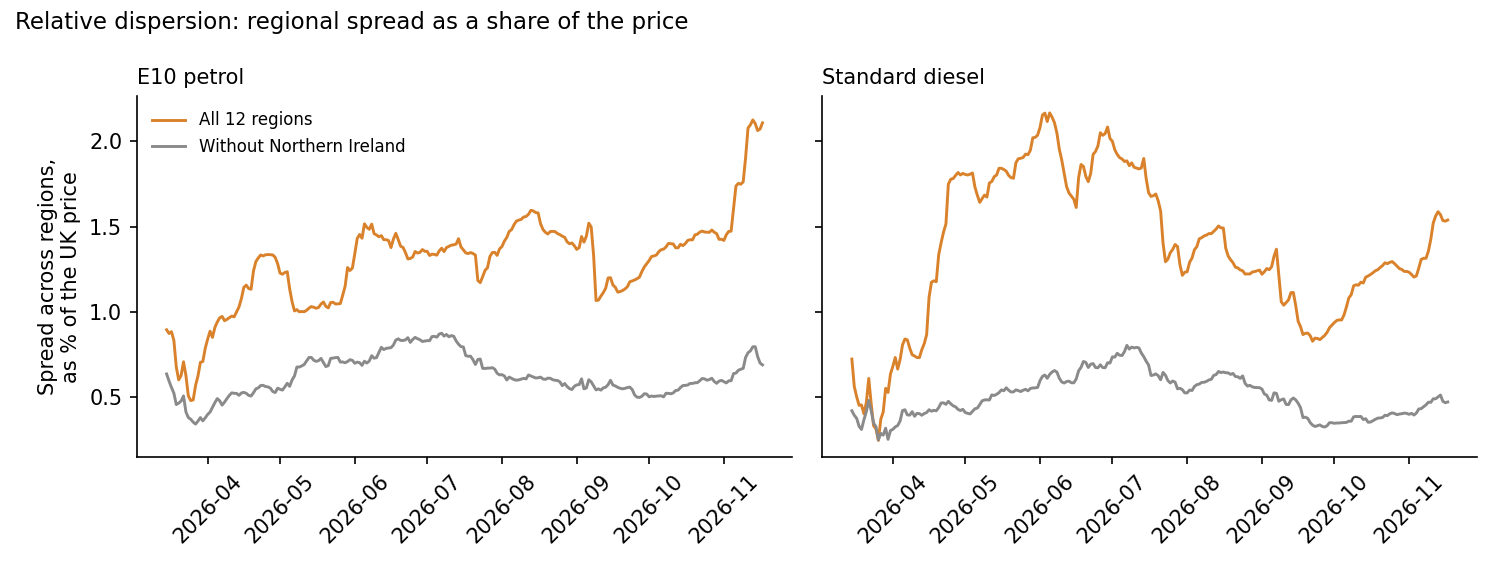 Relative dispersion: regional spread as a share of the price
E10 petrol
All 12 regions
Without Northern Ireland
Spread across regions,
as % of the UK price
2.0
1.5
1.0
0.5
2026-04
2026-05
2026-06
2026-07
2026-08
2026-09
2026-10
2026-11
Standard diesel
2026-04
2026-05
2026-06
2026-07
2026-08
2026-09
2026-10
2026-11